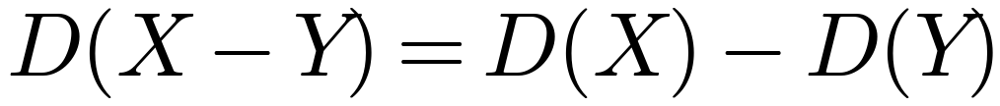 D(X − Y) = D(X) − D(Y)